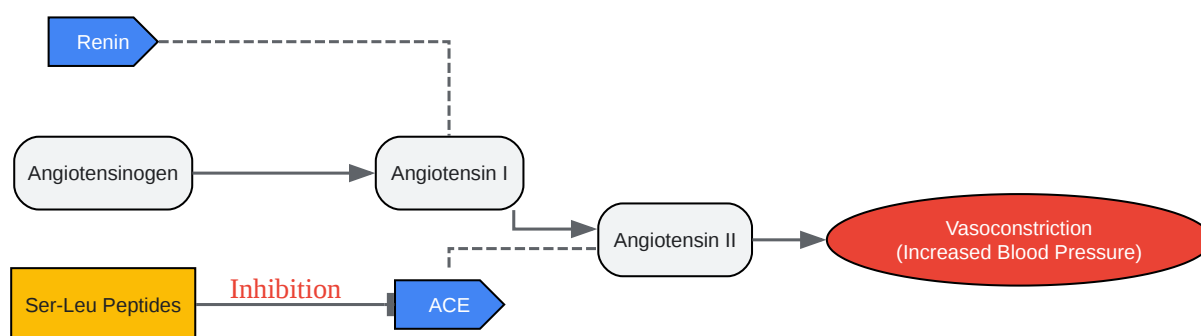 Renin
Angiotensinogen
Angiotensin I
Angiotensin II
Vasoconstriction
(Increased Blood Pressure)
Ser-Leu Peptides
Inhibition
ACE